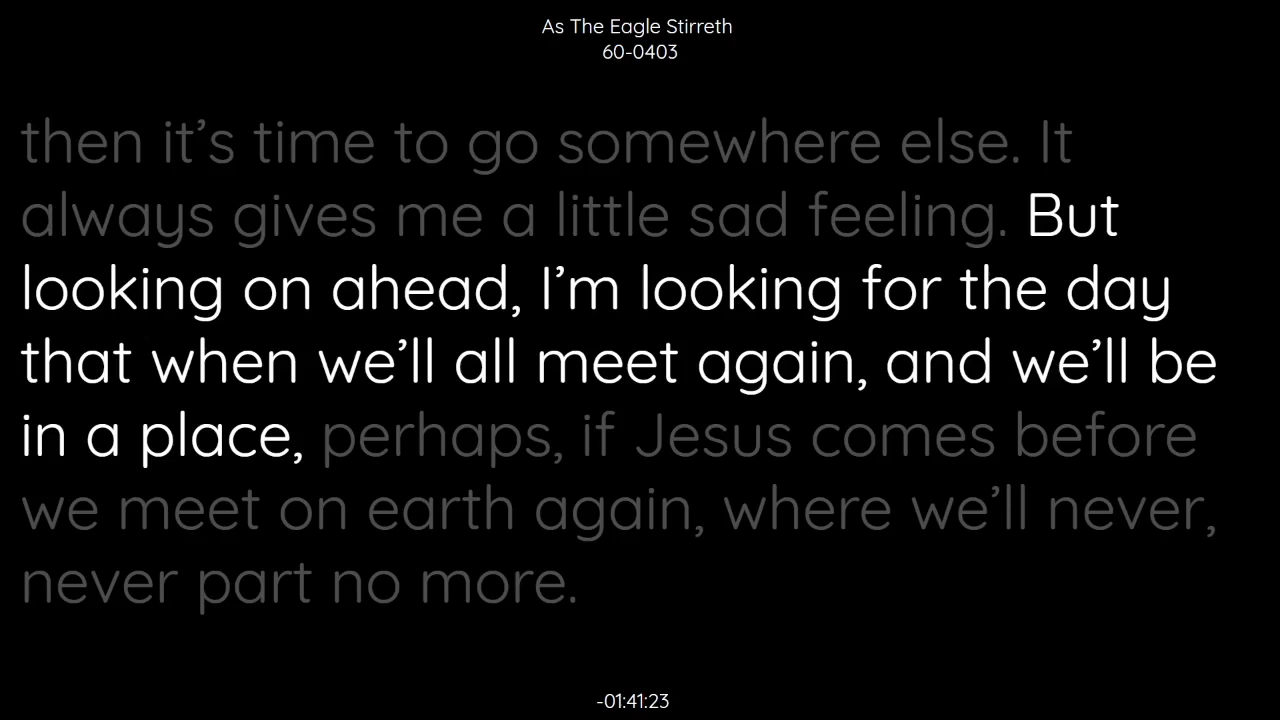 As The Eagle Stirreth
60-0403
then it’s time to go somewhere else. It
always gives me a little sad feeling. But
looking on ahead, I’m looking for the day
that when we’ll all meet again, and we’ll be
in a place, perhaps, if Jesus comes before
we meet on earth again, where we’ll never,
never part no more.
-01:41:23